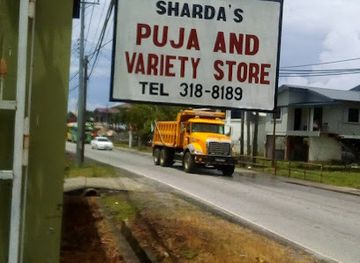 SHARDA'S
PUJA AND
VARIETY STORE
TEL 318-8189